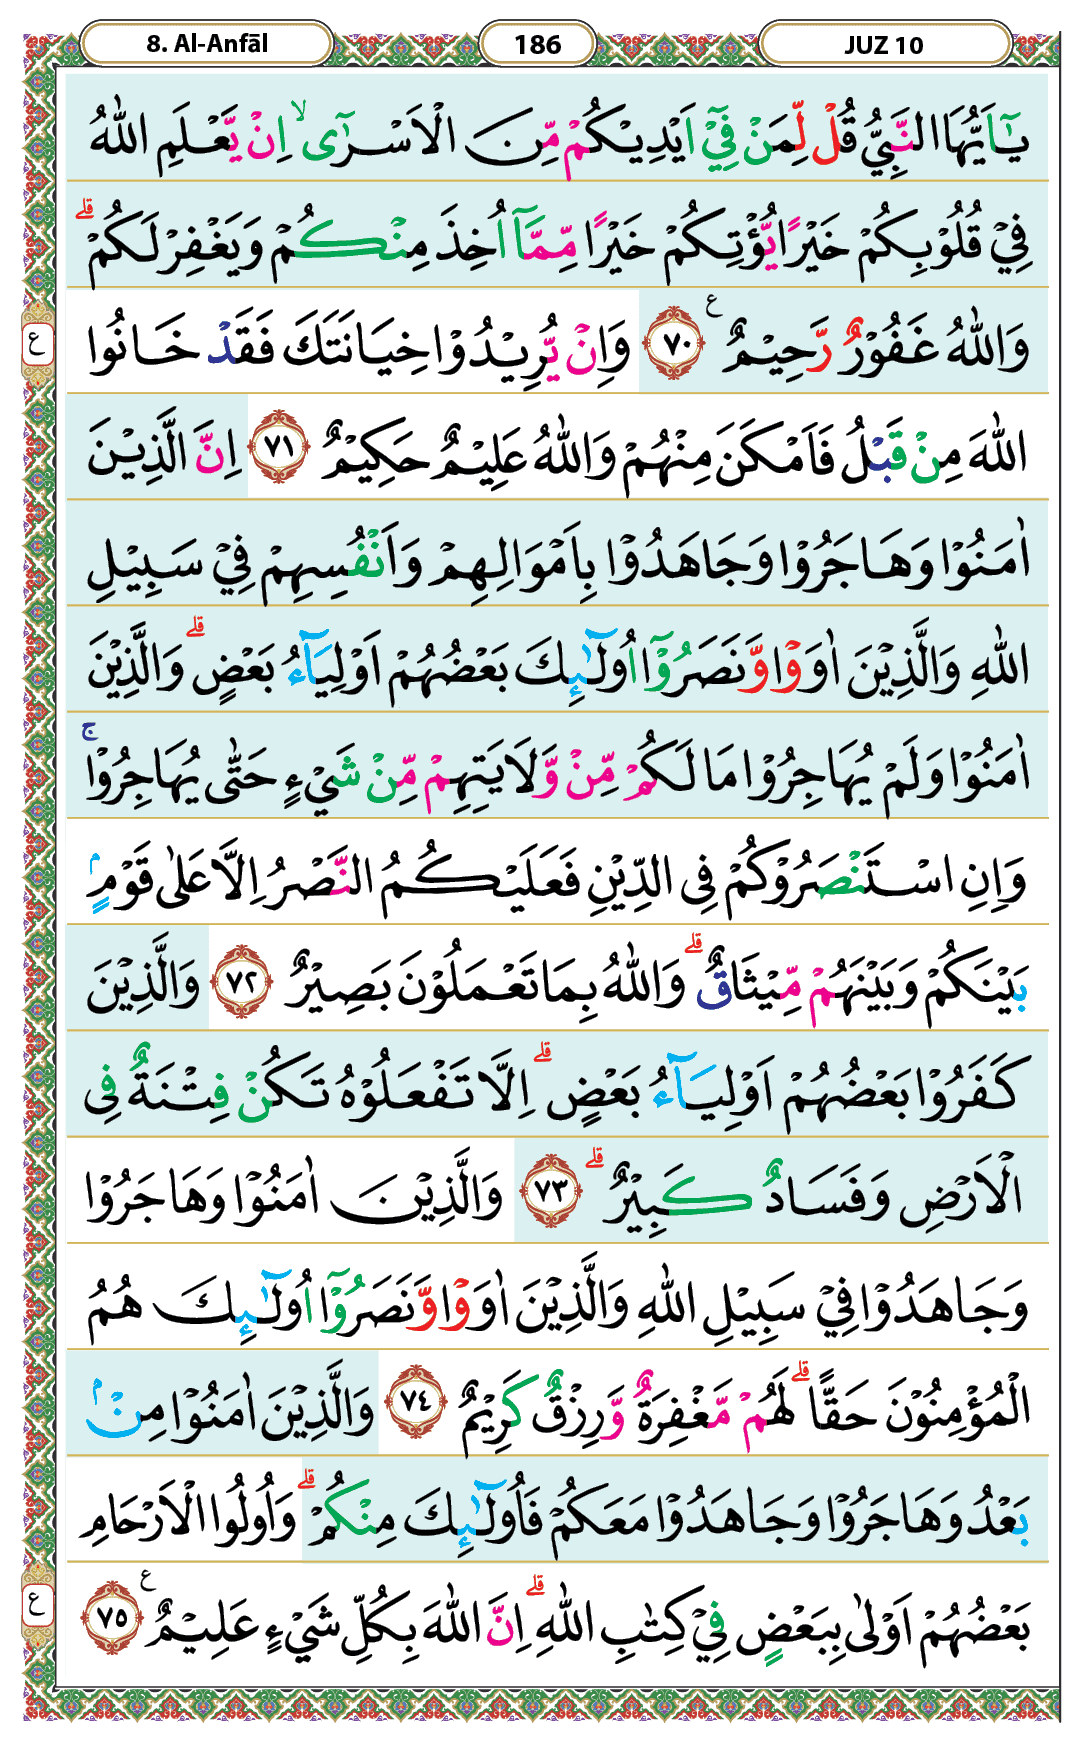 8. Al-Anfāl 186 JUZ 10
يٰٓاَيُّهَا النَّبِيُّ قُلْ لِّمَنْ فِيْٓ اَيْدِيْكُمْ مِّنَ الْاَسْرٰٓىۙ اِنْ يَّعْلَمِ اللّٰهُ
فِيْ قُلُوْبِكُمْ خَيْرًا يُّؤْتِكُمْ خَيْرًا مِّمَّآ اُخِذَ مِنْكُمْ وَيَغْفِرْ لَكُمْۗ
وَاللّٰهُ غَفُوْرٌ رَّحِيْمٌ ٧٠ ع وَاِنْ يُّرِيْدُوْا خِيَانَتَكَ فَقَدْ خَانُوا ع
اللّٰهَ مِنْ قَبْلُ فَاَمْكَنَ مِنْهُمْ وَاللّٰهُ عَلِيْمٌ حَكِيْمٌ ٧١ اِنَّ الَّذِيْنَ
اٰمَنُوْا وَهَاجَرُوْا وَجَاهَدُوْا بِاَمْوَالِهِمْ وَاَنْفُسِهِمْ فِيْ سَبِيْلِ
اللّٰهِ وَالَّذِيْنَ اٰوَوْا وَّنَصَرُوْٓا اُولٰۤىِٕكَ بَعْضُهُمْ اَوْلِيَاۤءُ بَعْضٍۗ وَالَّذِيْنَ
اٰمَنُوْا وَلَمْ يُهَاجِرُوْا مَا لَكُمْ مِّنْ وَّلَايَتِهِمْ مِّنْ شَيْءٍ حَتّٰى يُهَاجِرُوْاۚ
وَاِنِ اسْتَنْصَرُوْكُمْ فِى الدِّيْنِ فَعَلَيْكُمُ النَّصْرُ اِلَّا عَلٰى قَوْمٍۢ
بَيْنَكُمْ وَبَيْنَهُمْ مِّيْثَاقٌۗ وَاللّٰهُ بِمَا تَعْمَلُوْنَ بَصِيْرٌ ٧٢ وَالَّذِيْنَ
كَفَرُوْا بَعْضُهُمْ اَوْلِيَاۤءُ بَعْضٍۗ اِلَّا تَفْعَلُوْهُ تَكُنْ فِتْنَةٌ فِى
الْاَرْضِ وَفَسَادٌ كَبِيْرٌۗ ٧٣ وَالَّذِيْنَ اٰمَنُوْا وَهَاجَرُوْا
وَجَاهَدُوْا فِيْ سَبِيْلِ اللّٰهِ وَالَّذِيْنَ اٰوَوْا وَّنَصَرُوْٓا اُولٰۤىِٕكَ هُمُ
الْمُؤْمِنُوْنَ حَقًّاۗ لَهُمْ مَّغْفِرَةٌ وَّرِزْقٌ كَرِيْمٌ ٧٤ وَالَّذِيْنَ اٰمَنُوْا مِنْۢ
بَعْدُ وَهَاجَرُوْا وَجَاهَدُوْا مَعَكُمْ فَاُولٰۤىِٕكَ مِنْكُمْۗ وَاُولُوا الْاَرْحَامِ
بَعْضُهُمْ اَوْلٰى بِبَعْضٍ فِيْ كِتٰبِ اللّٰهِۗ اِنَّ اللّٰهَ بِكُلِّ شَيْءٍ عَلِيْمٌ ٧٥ ع ع